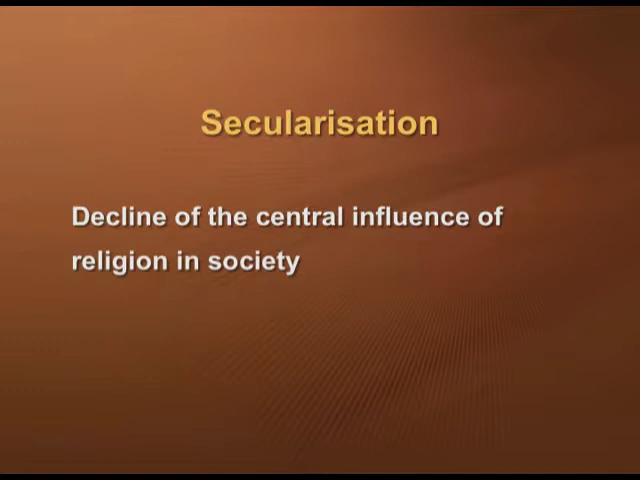 Secularisation
Decline of the central influence of
religion in society